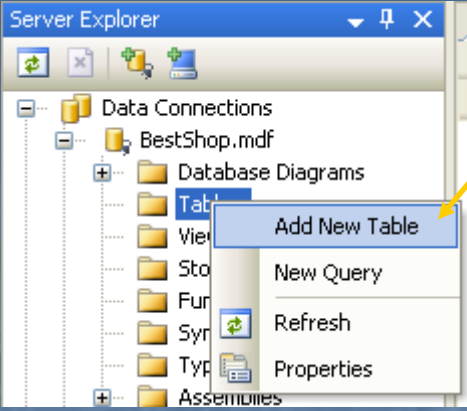 Server Explorer
Data Connections
BestShop.mdf
Database Diagrams
Add New Table
New Query
Refresh
Properties
Assemblies